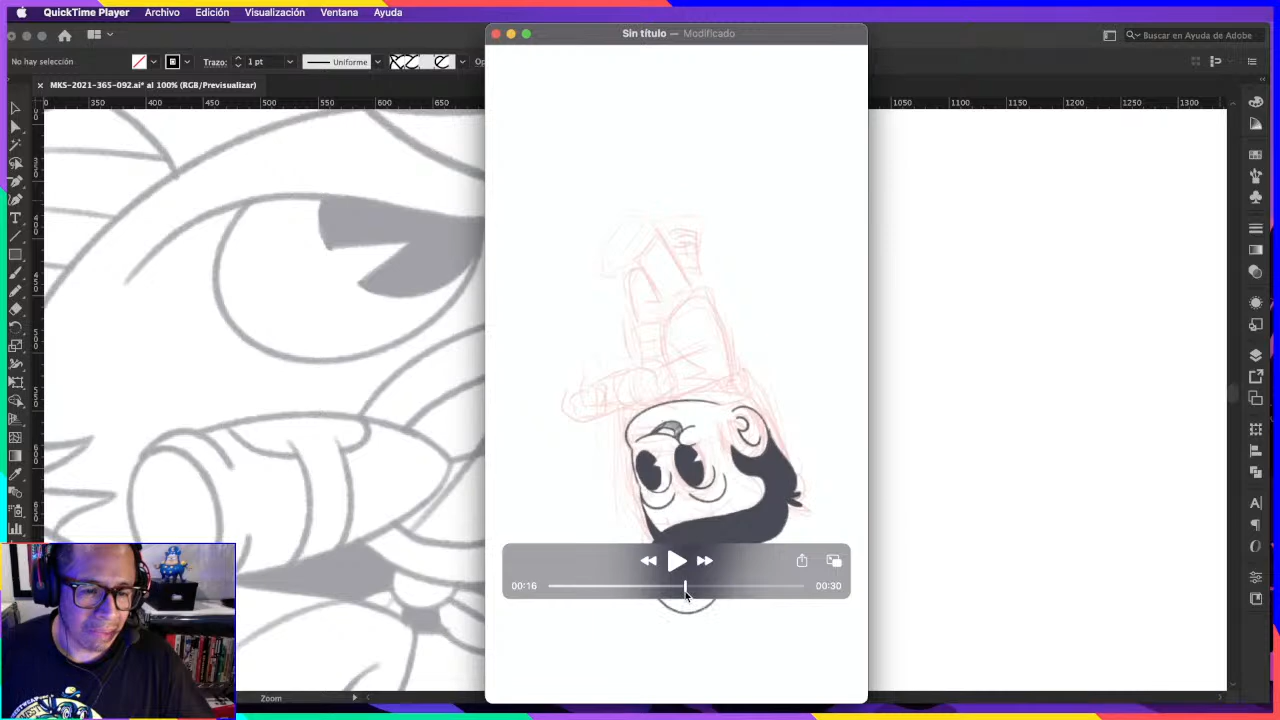 QuickTime Player Archivo Edición Visualización Ventana Ayuda
Sin título — Modificado
Buscar en Ayuda de Adobe
No hay selección
Trazo: 1 pt
Uniforme
MKS-2021-365-092.ai* al 100% (RGB/Previsualizar)
350 400 450 500 550 600 650
1050 1100 1150 1200 1250 1300
00:16
00:30
Zoom